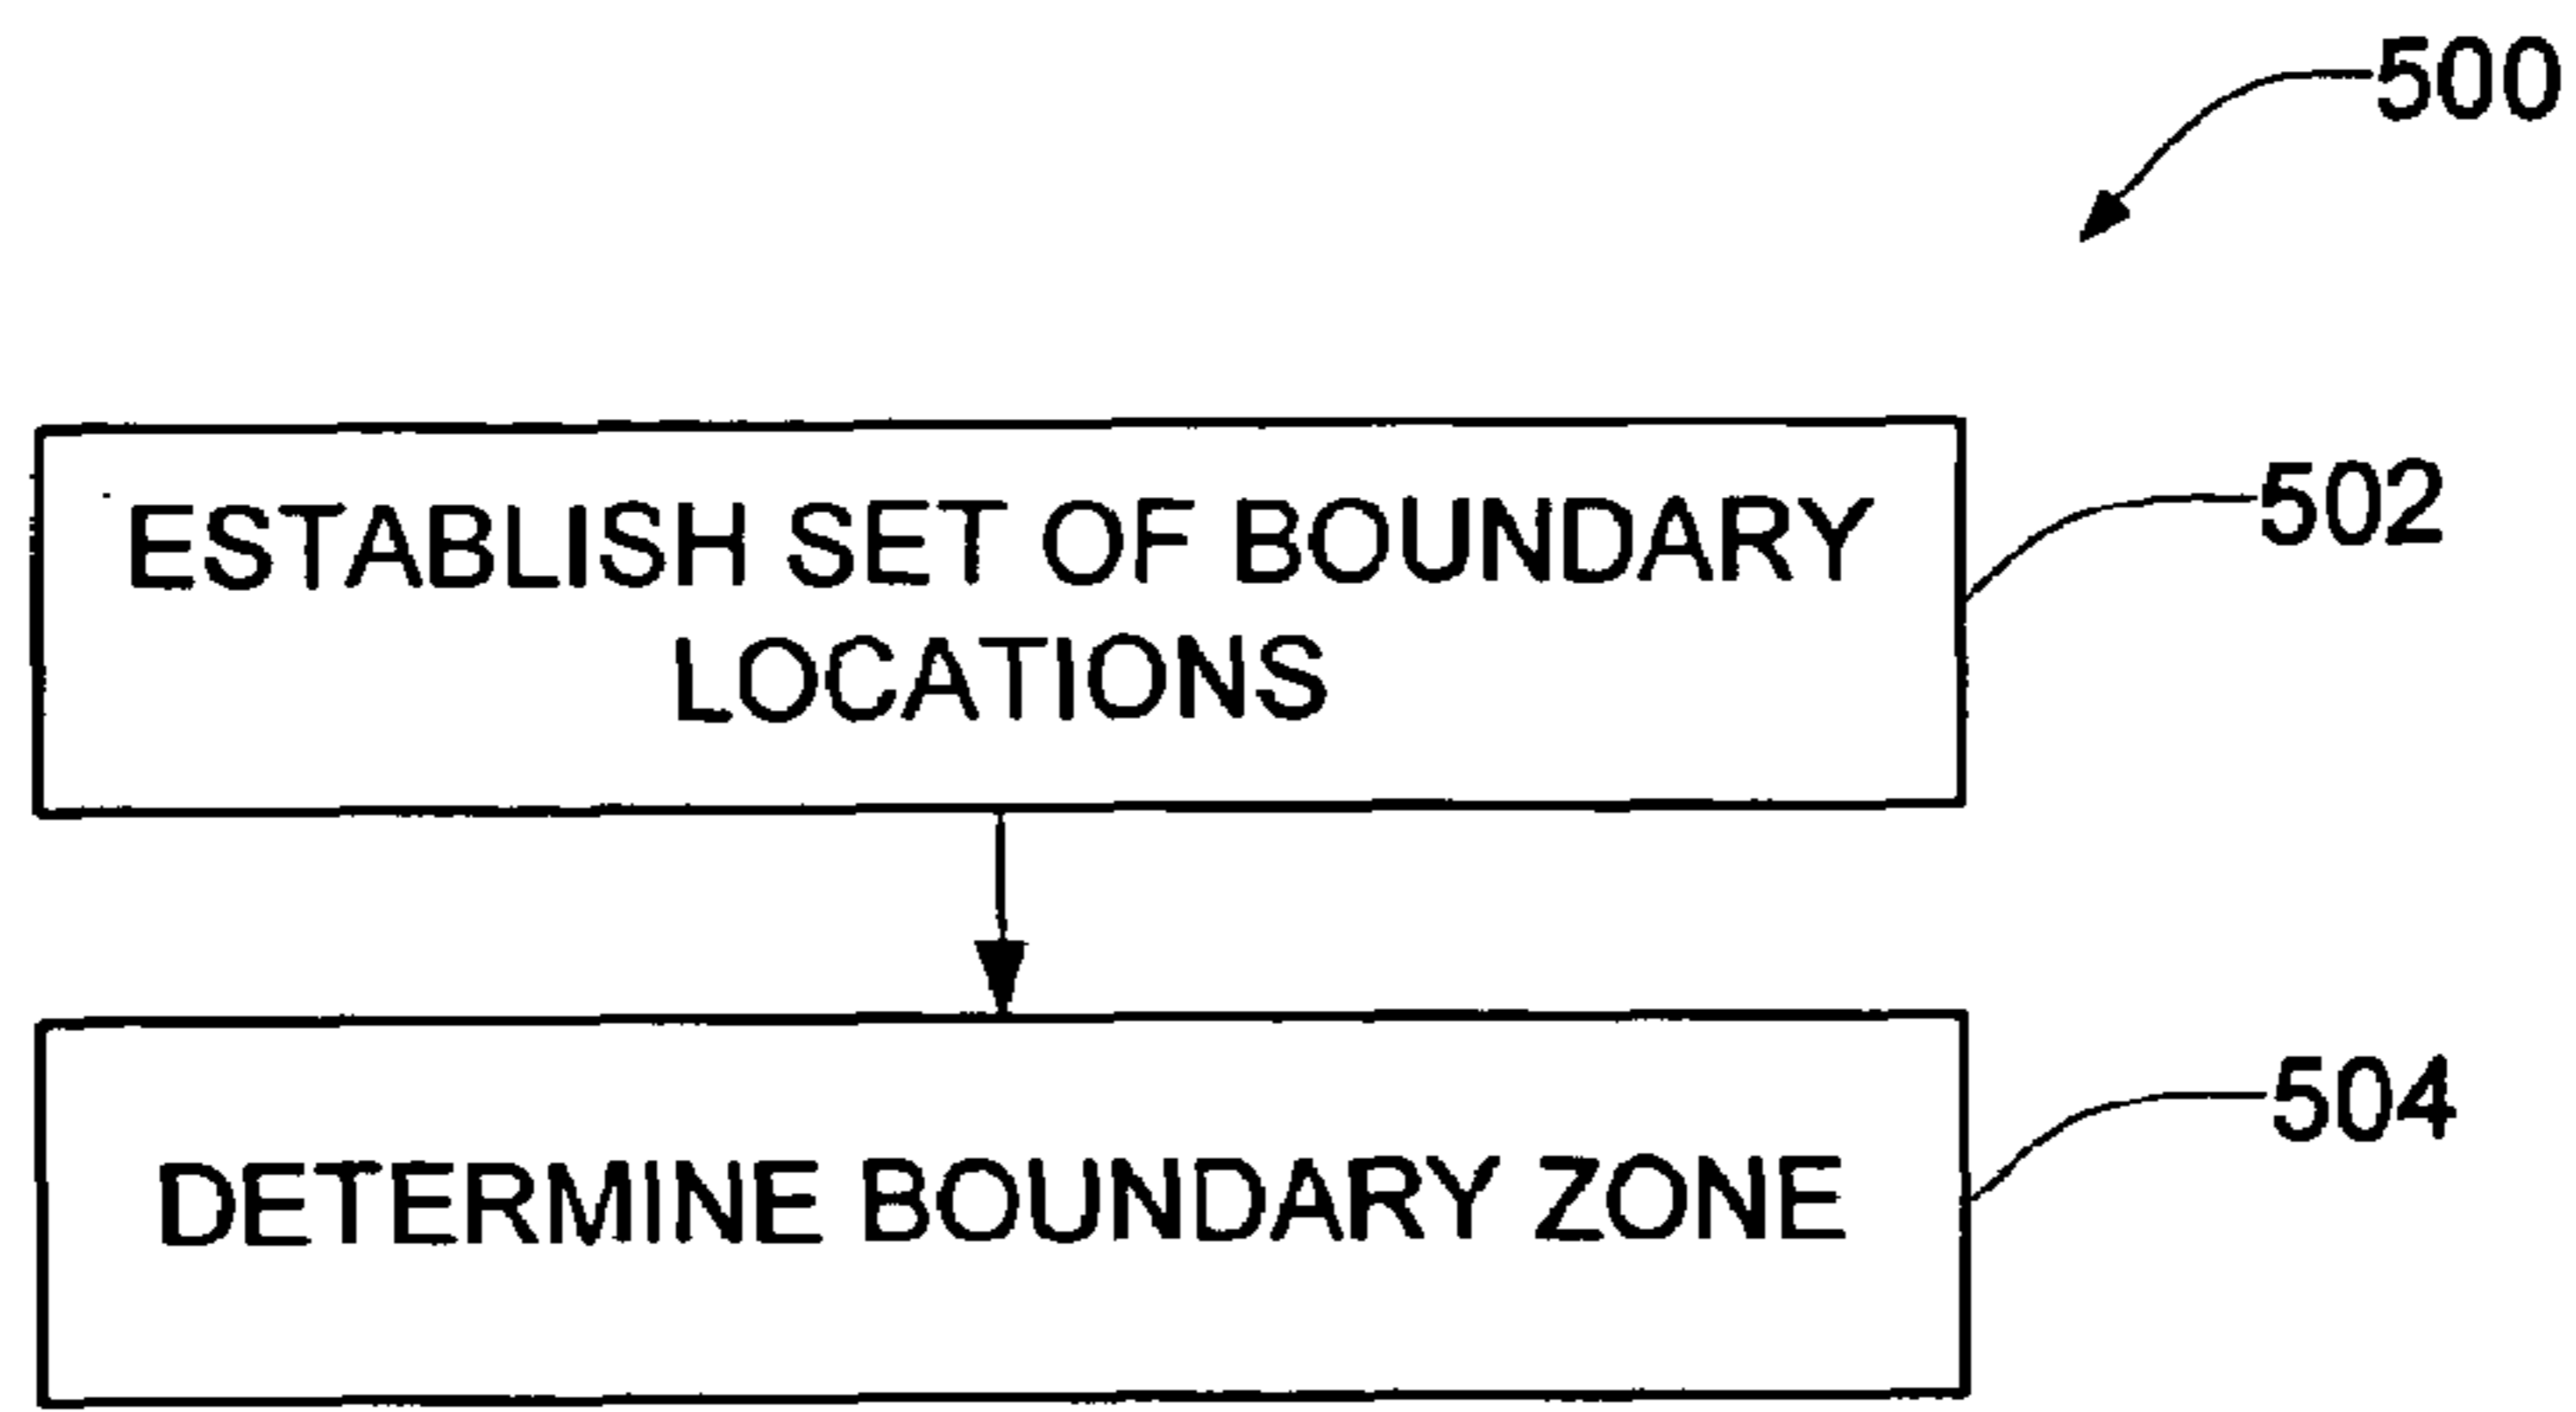 500
ESTABLISH SET OF BOUNDARY
LOCATIONS
502
DETERMINE BOUNDARY ZONE
504